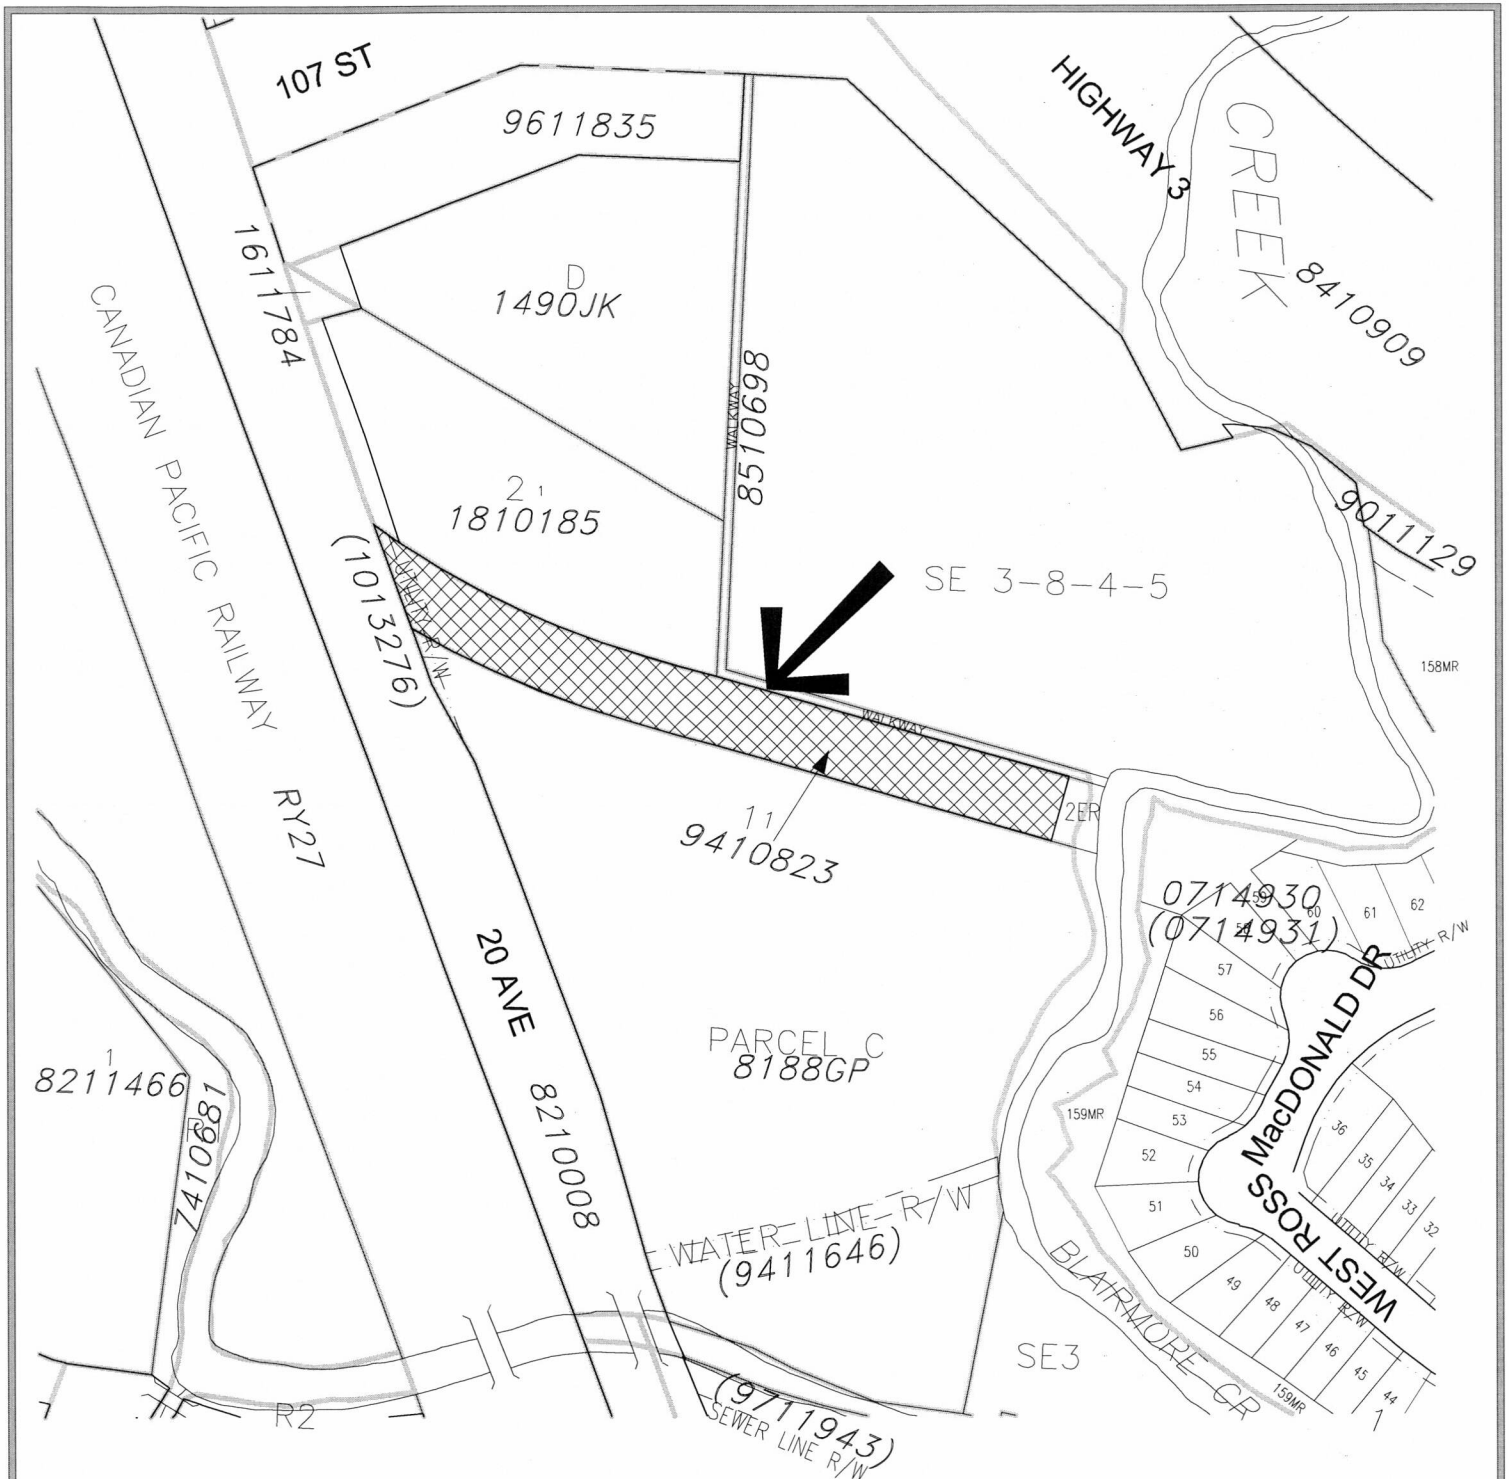 107 ST
9611835
HIGHWAY 3
CREEK
8410909
1611784
D
1490JK
CANADIAN PACIFIC RAILWAY RY27
WALKWAY
8510698
2 1
1810185
(1013276)
UTILITY R/W
SE 3-8-4-5
9011129
158MR
WALKWAY
2ER
1 1
9410823
0714930
(0714931)
59
60
61
62
UTILITY R/W
57
56
55
54
53
52
51
50
49
48
47
46
45
44
1
159MR
159MR
MacDONALD DR
WEST ROSS
36
35
34
33
32
UTILITY R/W
UTILITY R/W
20 AVE
8210008
PARCEL C
8188GP
1
8211466
7410681
WATER LINE R/W
(9411646)
BLAIRMORE CR
SE3
R2
(9711943)
SEWER LINE R/W